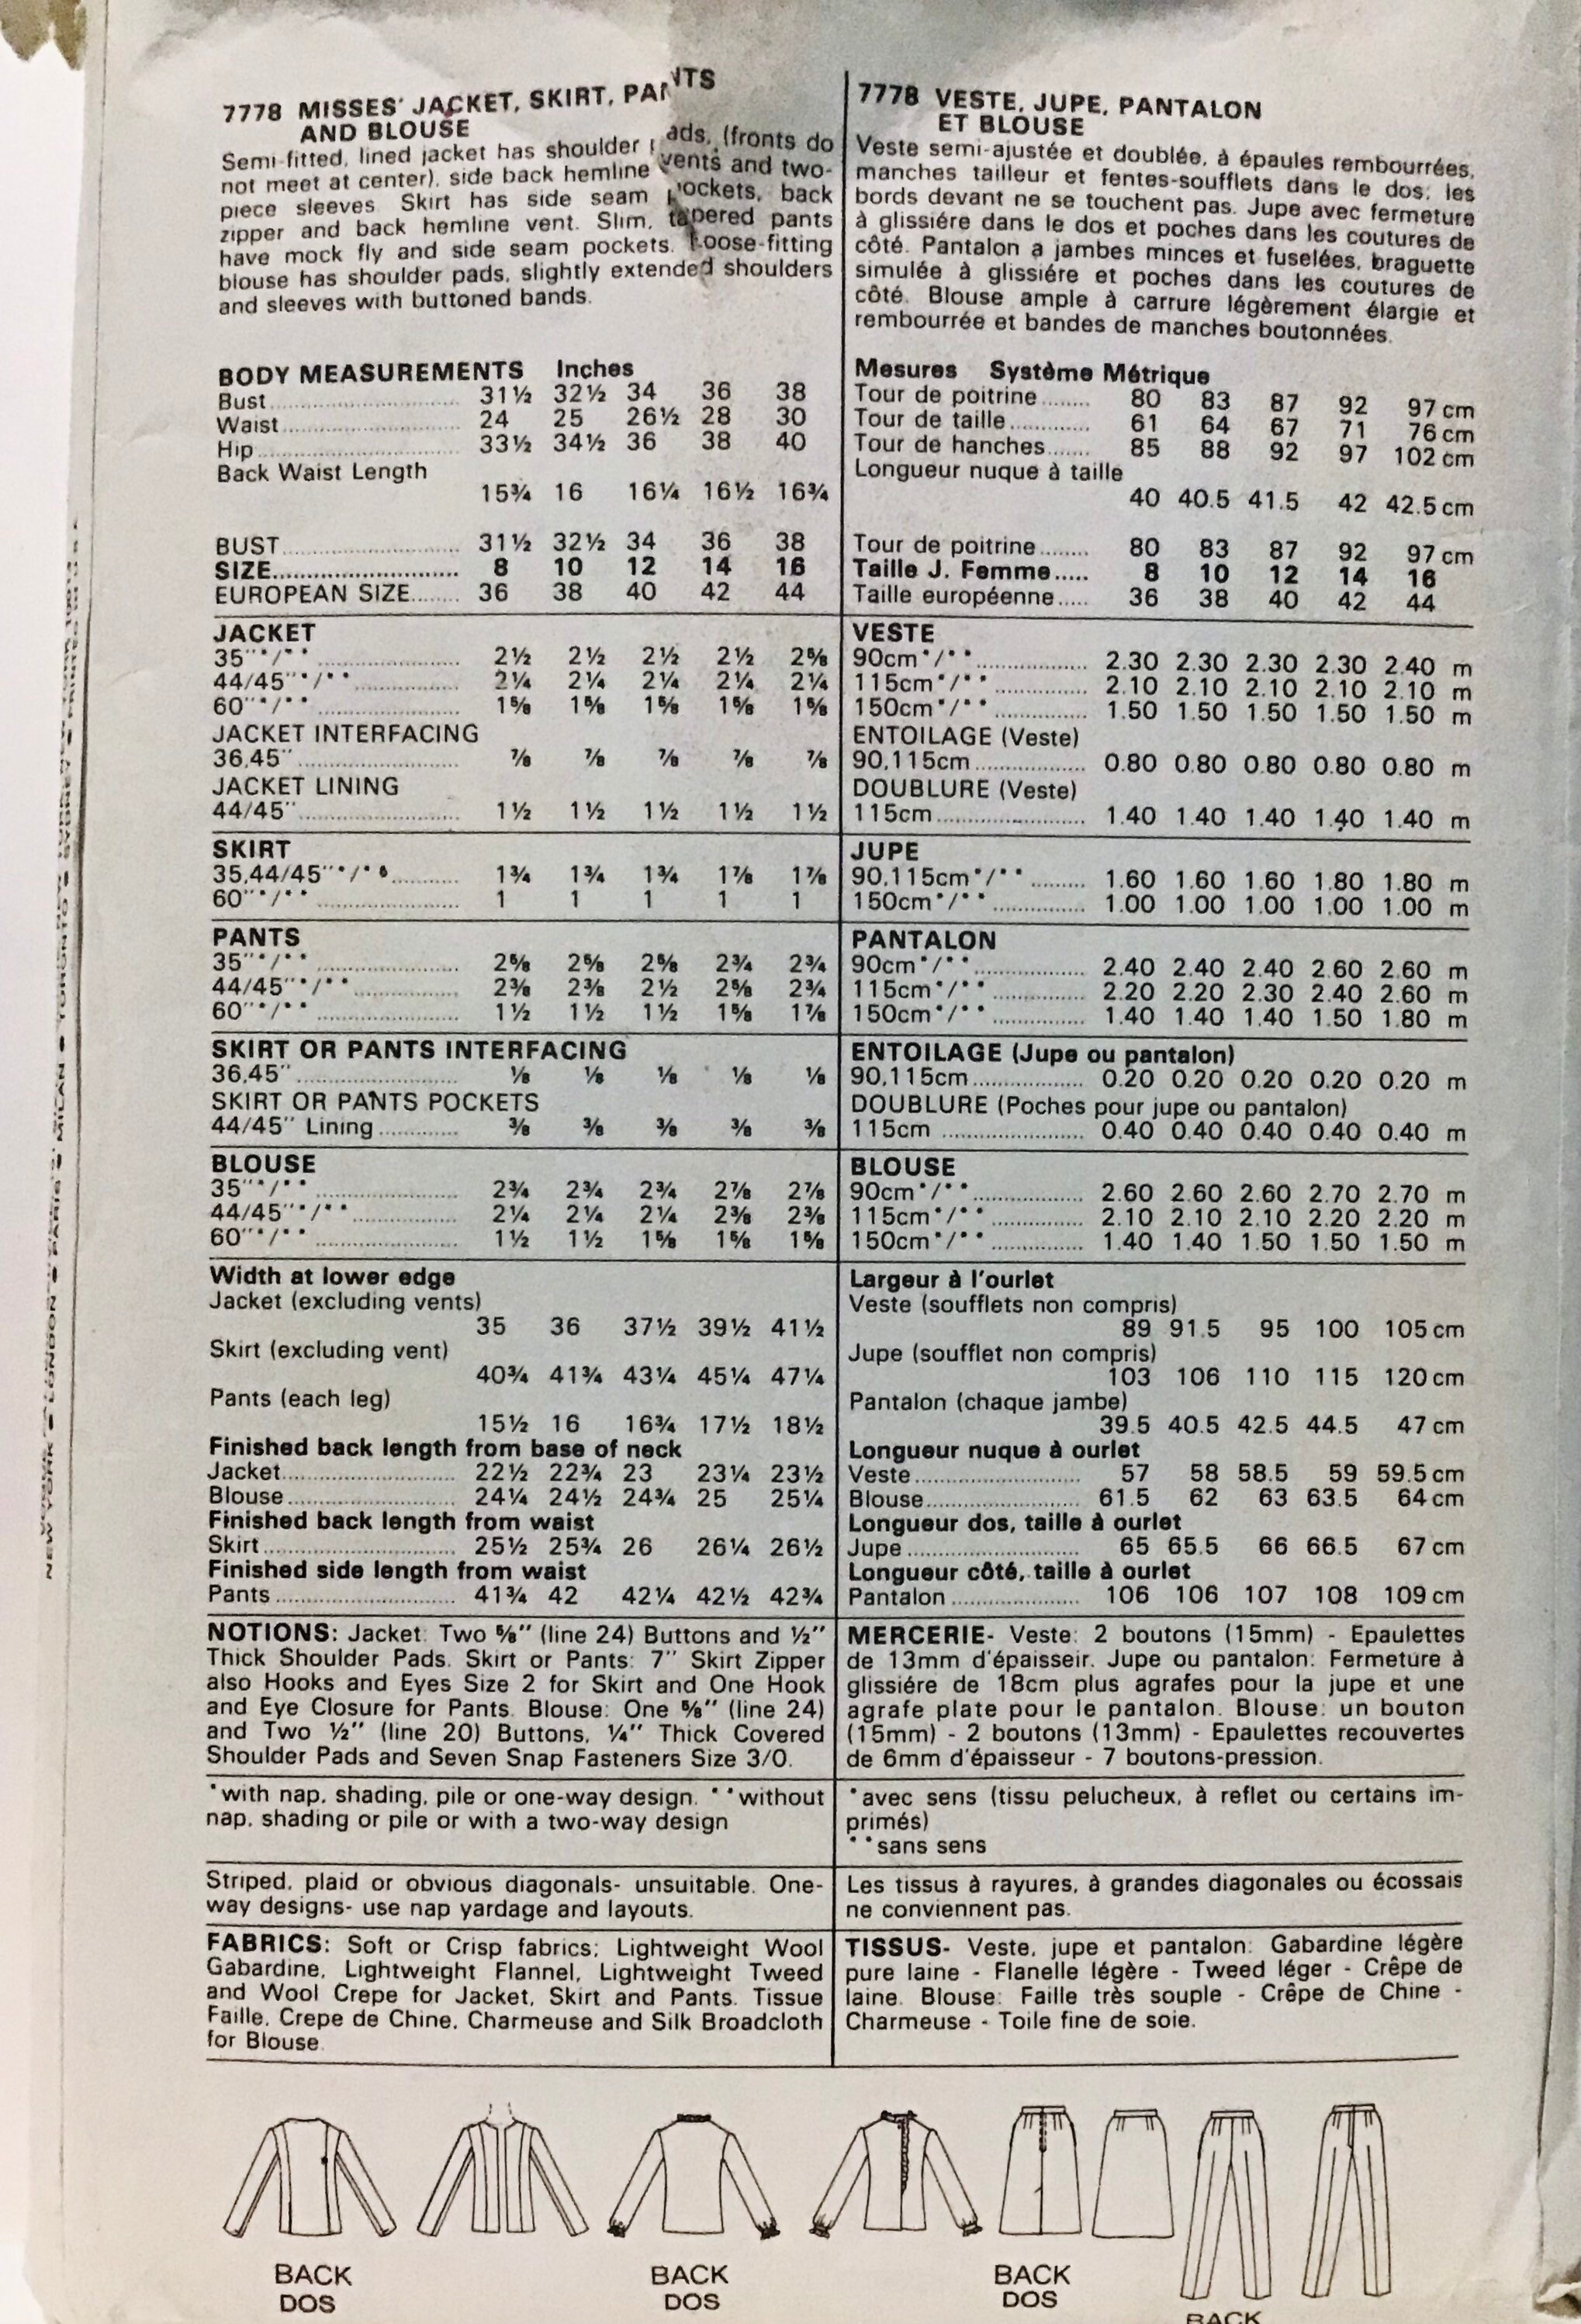 7778 MISSES' JACKET, SKIRT, PANTS
AND BLOUSE
Semi-fitted, lined jacket has shoulder pads, (fronts do
not meet at center), side back hemline vents and two-
piece sleeves. Skirt has side seam pockets, back
zipper and back hemline vent. Slim, tapered pants
have mock fly and side seam pockets. Loose-fitting
blouse has shoulder pads, slightly extended shoulders
and sleeves with buttoned bands.
BODY MEASUREMENTS Inches
Bust 31½ 32½ 34 36 38
Waist 24 25 26½ 28 30
Hip 33½ 34½ 36 38 40
Back Waist Length
15¾ 16 16¼ 16½ 16¾
BUST 31½ 32½ 34 36 38
SIZE 8 10 12 14 16
EUROPEAN SIZE 36 38 40 42 44
JACKET
35"*/** 2½ 2½ 2½ 2½ 2⅝
44/45"*/** 2¼ 2¼ 2¼ 2¼ 2¼
60"*/** 1⅝ 1⅝ 1⅝ 1⅝ 1⅝
JACKET INTERFACING
36,45" ⅞ ⅞ ⅞ ⅞ ⅞
JACKET LINING
44/45" 1½ 1½ 1½ 1½ 1½
SKIRT
35,44/45"*/** 1¾ 1¾ 1¾ 1⅞ 1⅞
60"*/** 1 1 1 1 1
PANTS
35"*/** 2⅝ 2⅝ 2⅝ 2¾ 2¾
44/45"*/** 2⅜ 2⅜ 2½ 2⅝ 2¾
60"*/** 1½ 1½ 1½ 1⅝ 1⅞
SKIRT OR PANTS INTERFACING
36,45" ⅛ ⅛ ⅛ ⅛ ⅛
SKIRT OR PANTS POCKETS
44/45" Lining ⅜ ⅜ ⅜ ⅜ ⅜
BLOUSE
35"*/** 2¾ 2¾ 2¾ 2⅞ 2⅞
44/45"*/** 2¼ 2¼ 2¼ 2⅜ 2⅜
60"*/** 1½ 1½ 1⅝ 1⅝ 1⅝
Width at lower edge
Jacket (excluding vents)
35 36 37½ 39½ 41½
Skirt (excluding vent)
40¾ 41¾ 43¼ 45¼ 47¼
Pants (each leg)
15½ 16 16¾ 17½ 18½
Finished back length from base of neck
Jacket 22½ 22¾ 23 23¼ 23½
Blouse 24¼ 24½ 24¾ 25 25¼
Finished back length from waist
Skirt 25½ 25¾ 26 26¼ 26½
Finished side length from waist
Pants 41¾ 42 42¼ 42½ 42¾
NOTIONS: Jacket: Two ⅝" (line 24) Buttons and ½"
Thick Shoulder Pads. Skirt or Pants: 7" Skirt Zipper
also Hooks and Eyes Size 2 for Skirt and One Hook
and Eye Closure for Pants. Blouse: One ⅝" (line 24)
and Two ½" (line 20) Buttons, ¼" Thick Covered
Shoulder Pads and Seven Snap Fasteners Size 3/0.
*with nap, shading, pile or one-way design. **without
nap, shading or pile or with a two-way design
Striped, plaid or obvious diagonals- unsuitable. One-
way designs- use nap yardage and layouts.
FABRICS: Soft or Crisp fabrics; Lightweight Wool
Gabardine, Lightweight Flannel, Lightweight Tweed
and Wool Crepe for Jacket, Skirt and Pants. Tissue
Faille, Crepe de Chine, Charmeuse and Silk Broadcloth
for Blouse.
7778 VESTE, JUPE, PANTALON
ET BLOUSE
Veste semi-ajustée et doublée, à épaules rembourrées,
manches tailleur et fentes-soufflets dans le dos; les
bords devant ne se touchent pas. Jupe avec fermeture
à glissiére dans le dos et poches dans les coutures de
côté. Pantalon a jambes minces et fuselées, braguette
simulée à glissiére et poches dans les coutures de
côté. Blouse ample à carrure légèrement élargie et
rembourrée et bandes de manches boutonnées.
Mesures Système Métrique
Tour de poitrine 80 83 87 92 97 cm
Tour de taille 61 64 67 71 76 cm
Tour de hanches 85 88 92 97 102 cm
Longueur nuque à taille
40 40.5 41.5 42 42.5 cm
Tour de poitrine 80 83 87 92 97 cm
Taille J. Femme 8 10 12 14 16
Taille européenne 36 38 40 42 44
VESTE
90cm*/** 2.30 2.30 2.30 2.30 2.40 m
115cm*/** 2.10 2.10 2.10 2.10 2.10 m
150cm*/** 1.50 1.50 1.50 1.50 1.50 m
ENTOILAGE (Veste)
90,115cm 0.80 0.80 0.80 0.80 0.80 m
DOUBLURE (Veste)
115cm 1.40 1.40 1.40 1.40 1.40 m
JUPE
90,115cm*/** 1.60 1.60 1.60 1.80 1.80 m
150cm*/** 1.00 1.00 1.00 1.00 1.00 m
PANTALON
90cm*/** 2.40 2.40 2.40 2.60 2.60 m
115cm*/** 2.20 2.20 2.30 2.40 2.60 m
150cm*/** 1.40 1.40 1.40 1.50 1.80 m
ENTOILAGE (Jupe ou pantalon)
90,115cm 0.20 0.20 0.20 0.20 0.20 m
DOUBLURE (Poches pour jupe ou pantalon)
115cm 0.40 0.40 0.40 0.40 0.40 m
BLOUSE
90cm*/** 2.60 2.60 2.60 2.70 2.70 m
115cm*/** 2.10 2.10 2.10 2.20 2.20 m
150cm*/** 1.40 1.40 1.50 1.50 1.50 m
Largeur à l'ourlet
Veste (soufflets non compris)
89 91.5 95 100 105 cm
Jupe (soufflet non compris)
103 106 110 115 120 cm
Pantalon (chaque jambe)
39.5 40.5 42.5 44.5 47 cm
Longueur nuque à ourlet
Veste 57 58 58.5 59 59.5 cm
Blouse 61.5 62 63 63.5 64 cm
Longueur dos, taille à ourlet
Jupe 65 65.5 66 66.5 67 cm
Longueur côté, taille à ourlet
Pantalon 106 106 107 108 109 cm
MERCERIE- Veste: 2 boutons (15mm) - Epaulettes
de 13mm d'épaisseir. Jupe ou pantalon: Fermeture à
glissiére de 18cm plus agrafes pour la jupe et une
agrafe plate pour le pantalon. Blouse: un bouton
(15mm) - 2 boutons (13mm) - Epaulettes recouvertes
de 6mm d'épaisseur - 7 boutons-pression.
*avec sens (tissu pelucheux, à reflet ou certains im-
primés)
**sans sens
Les tissus à rayures, à grandes diagonales ou écossais
ne conviennent pas.
TISSUS- Veste, jupe et pantalon: Gabardine légère
pure laine - Flanelle légère - Tweed léger - Crêpe de
laine. Blouse: Faille très souple - Crêpe de Chine -
Charmeuse - Toile fine de soie.
BACK
DOS
BACK
DOS
BACK
DOS
BACK
NEW YORK • LONDON • PARIS • MILAN • TORONTO • SYDNEY